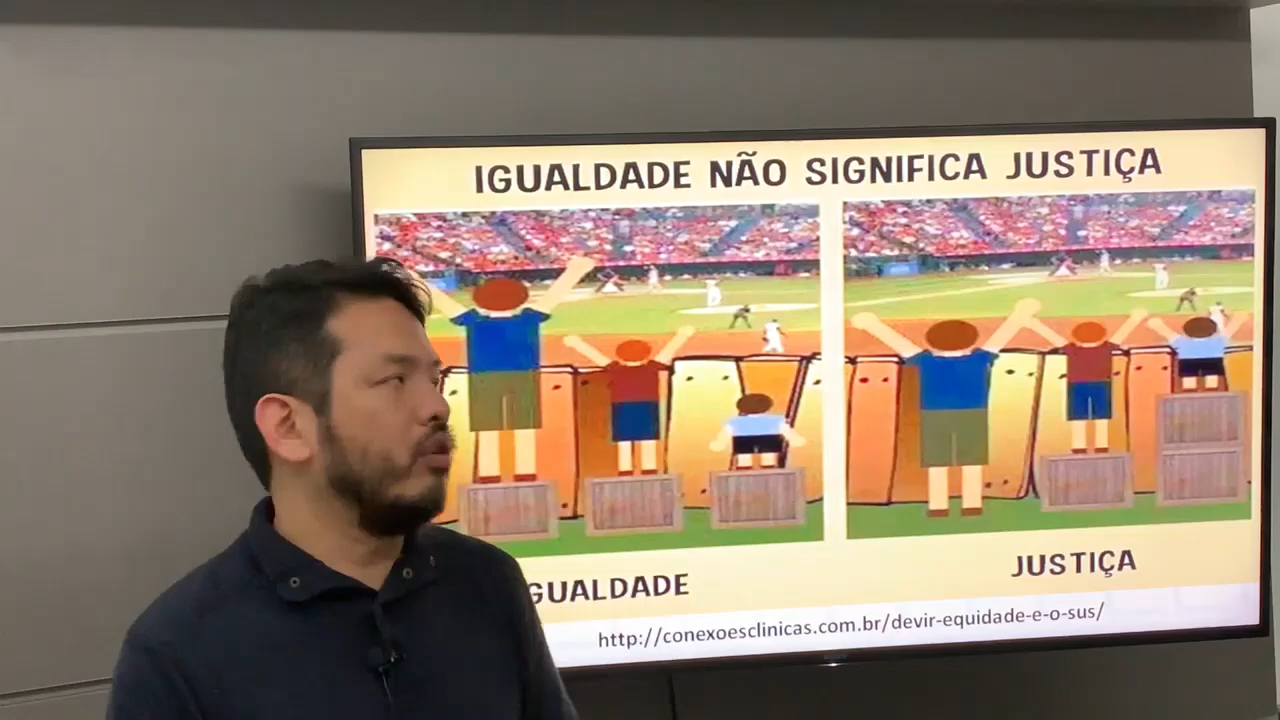 IGUALDADE NÃO SIGNIFICA JUSTIÇA
GUALDADE
JUSTIÇA
http://conexoesclinicas.com.br/devir-equidade-e-o-sus/